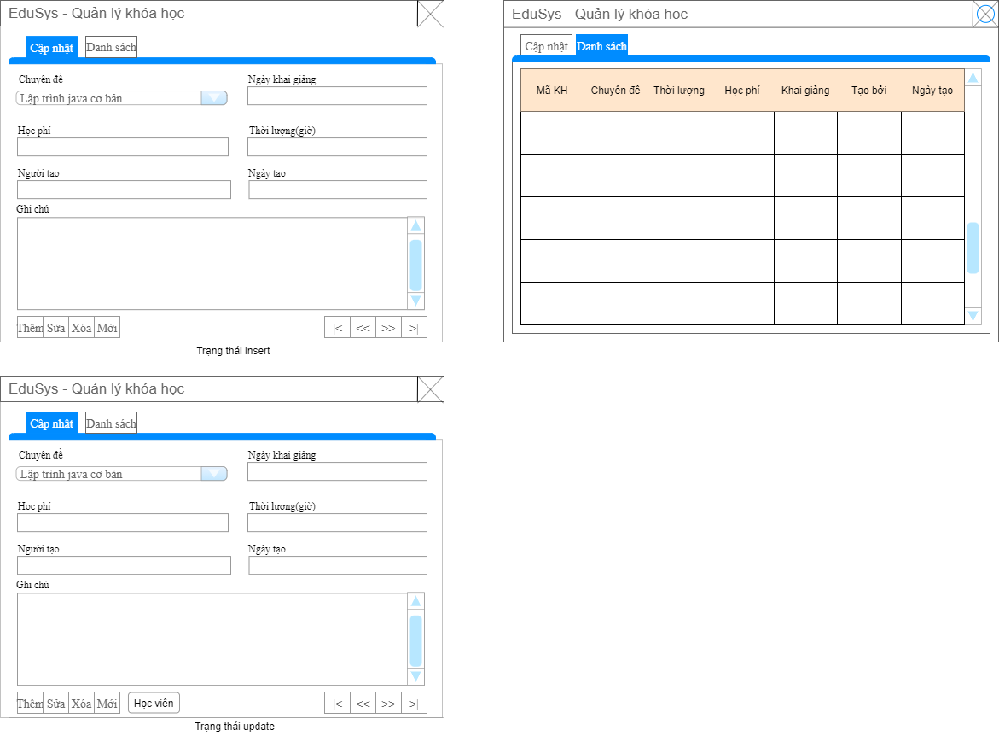 EduSys - Quản lý khóa học
Cập nhật Danh sách
Chuyên đề Ngày khai giảng
Lập trình java cơ bản
Học phí Thời lượng(giờ)
Người tạo Ngày tạo
Ghi chú
Thêm Sửa Xóa Mới |< << >> >|
Trạng thái insert
EduSys - Quản lý khóa học
Cập nhật Danh sách
Mã KH Chuyên đề Thời lượng Học phí Khai giảng Tạo bởi Ngày tạo
EduSys - Quản lý khóa học
Cập nhật Danh sách
Chuyên đề Ngày khai giảng
Lập trình java cơ bản
Học phí Thời lượng(giờ)
Người tạo Ngày tạo
Ghi chú
Thêm Sửa Xóa Mới Học viên |< << >> >|
Trạng thái update